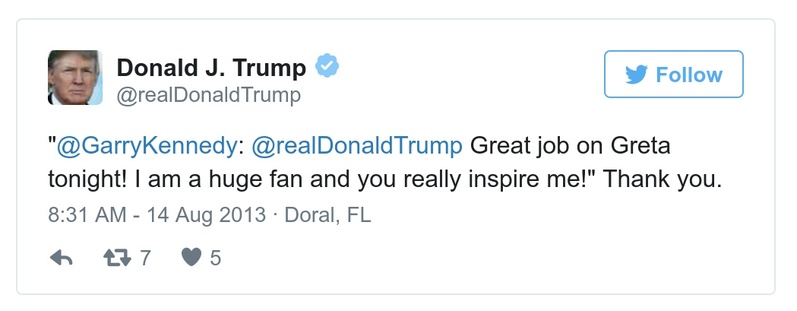 Donald J. Trump
@realDonaldTrump
Follow
"@GarryKennedy: @realDonaldTrump Great job on Greta
tonight! I am a huge fan and you really inspire me!" Thank you.
8:31 AM - 14 Aug 2013 · Doral, FL
7 5